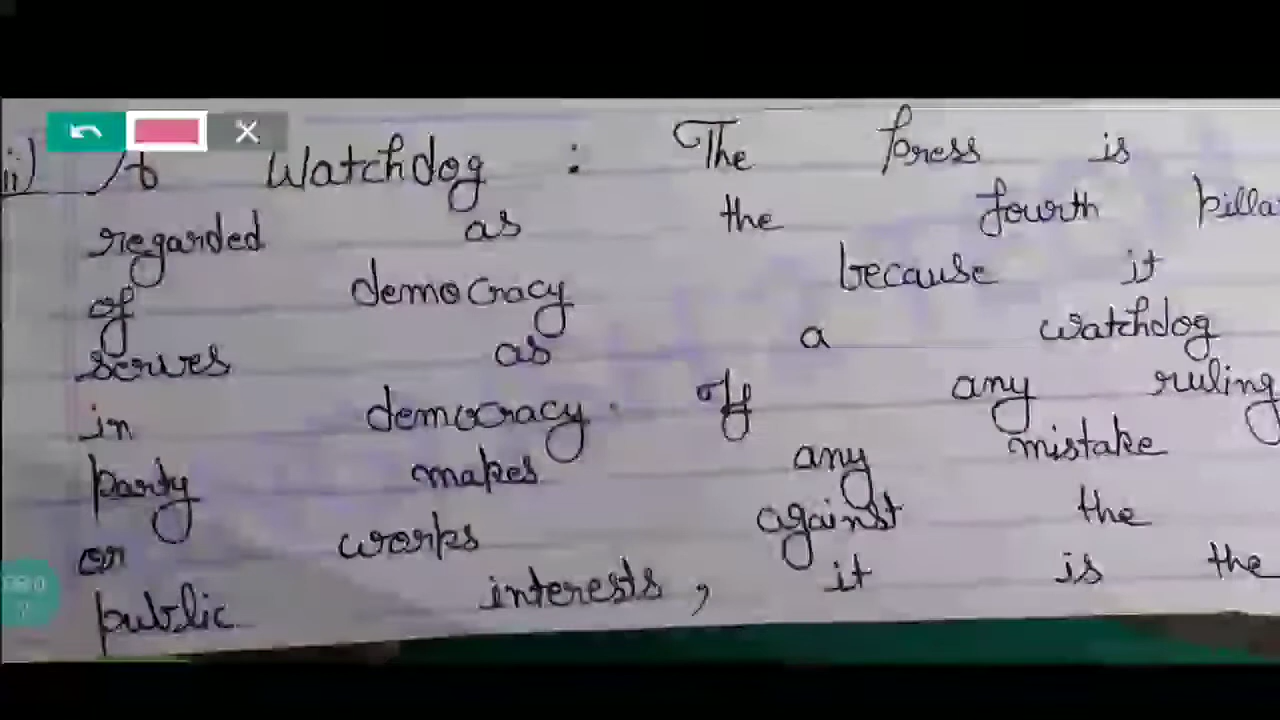 ii) A Watchdog : The press is
regarded as the fourth pillar
of democracy because it
serves as a watchdog
in democracy. If any ruling
party makes any mistake
or works against the
public interests, it is the